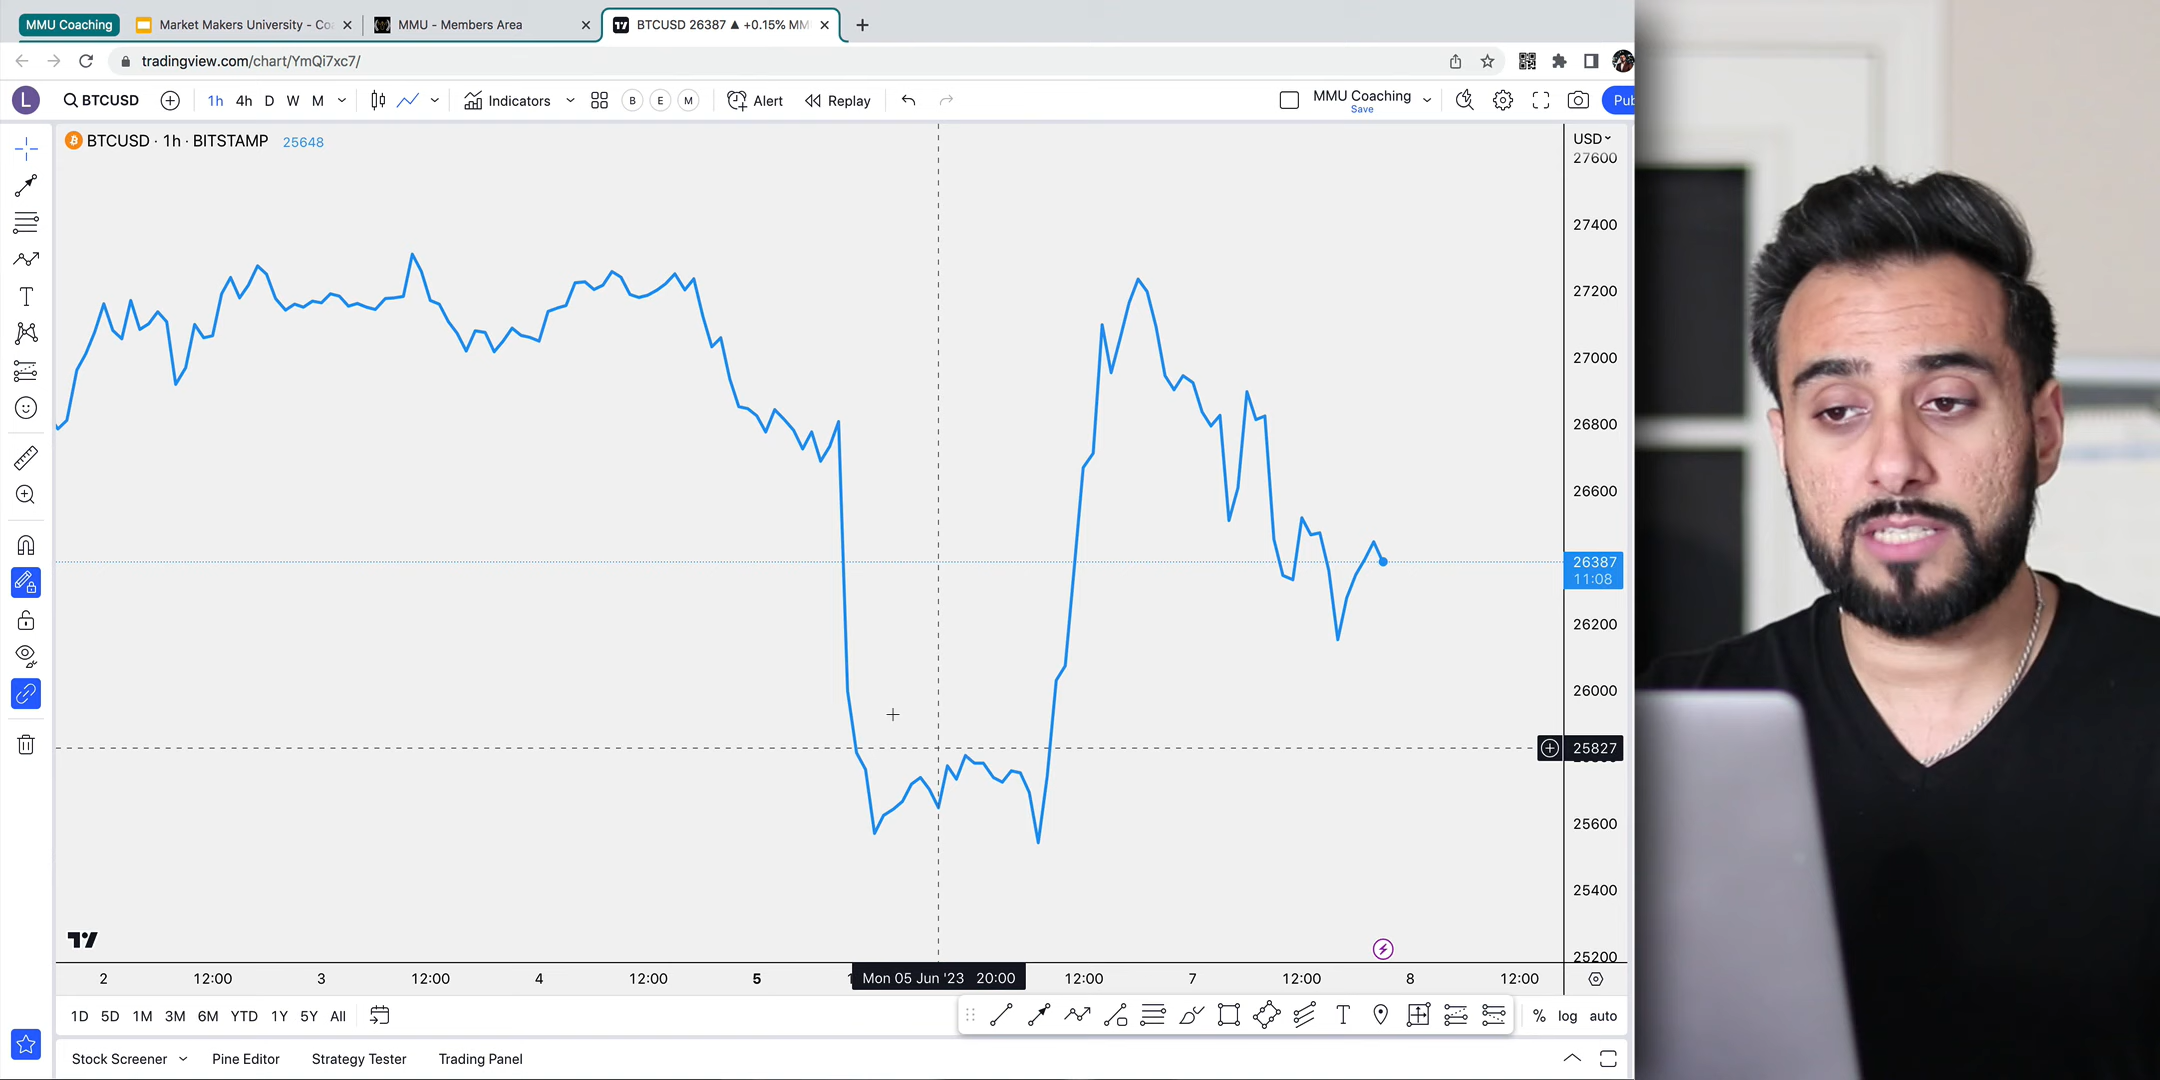 MMU Coaching
Market Makers University - Co
MMU - Members Area
BTCUSD 26387 ▲ +0.15% MM
tradingview.com/chart/YmQi7xc7/
L
BTCUSD
1h 4h D W M
Indicators
B E M
Alert
Replay
MMU Coaching
Save
Pub
BTCUSD · 1h · BITSTAMP 25648
USD
27600
27400
27200
27000
26800
26600
26387
11:08
26200
26000
25827
25600
25400
25200
2 12:00 3 12:00 4 12:00 5 Mon 05 Jun '23 20:00 12:00 7 12:00 8 12:00
1D 5D 1M 3M 6M YTD 1Y 5Y All
% log auto
Stock Screener
Pine Editor
Strategy Tester
Trading Panel